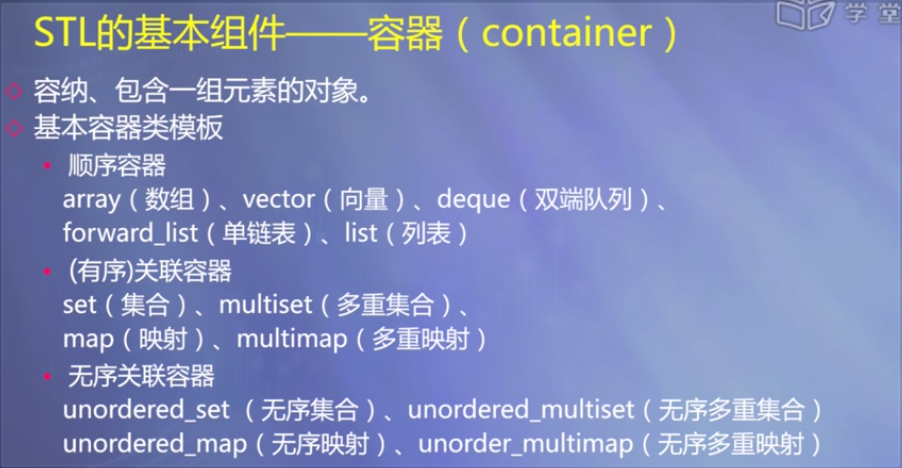 学堂
STL的基本组件——容器（container）
容纳、包含一组元素的对象。
基本容器类模板
顺序容器
array（数组）、vector（向量）、deque（双端队列）、
forward_list（单链表）、list（列表）
(有序)关联容器
set（集合）、multiset（多重集合）、
map（映射）、multimap（多重映射）
无序关联容器
unordered_set （无序集合）、unordered_multiset（无序多重集合）
unordered_map（无序映射）、unorder_multimap（无序多重映射）